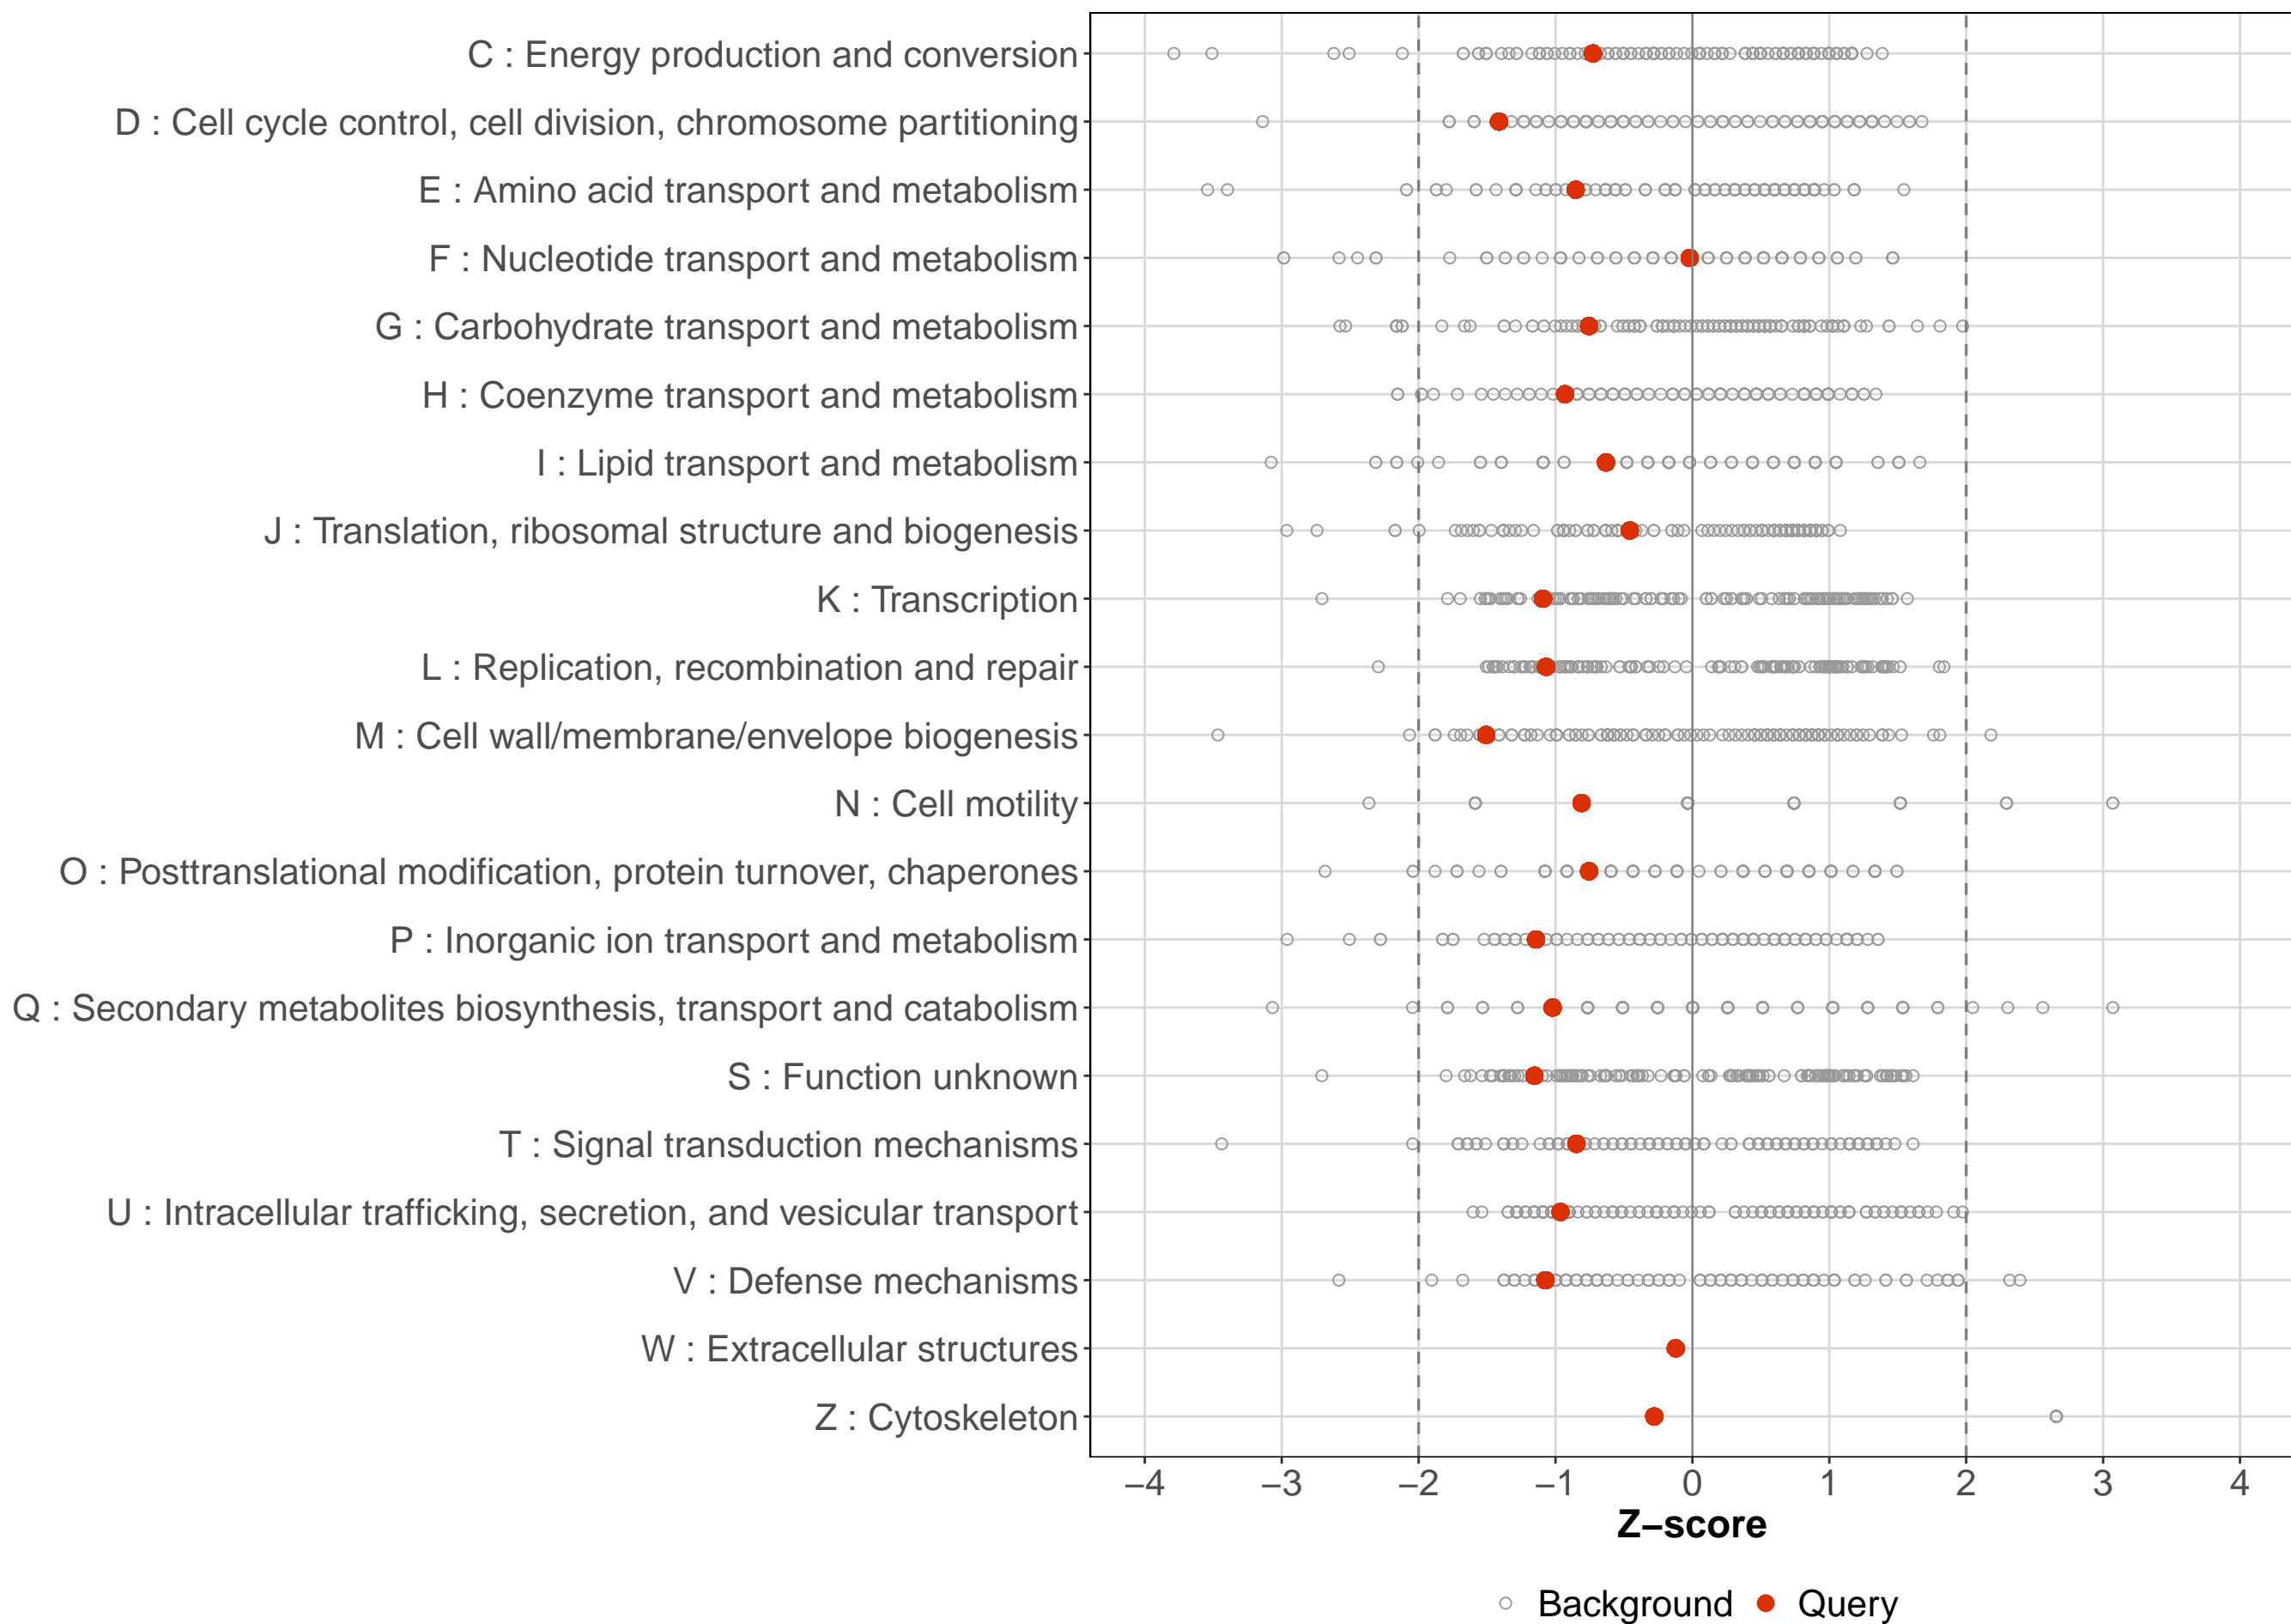 C : Energy production and conversion
D : Cell cycle control, cell division, chromosome partitioning
E : Amino acid transport and metabolism
F : Nucleotide transport and metabolism
G : Carbohydrate transport and metabolism
H : Coenzyme transport and metabolism
I : Lipid transport and metabolism
J : Translation, ribosomal structure and biogenesis
K : Transcription
L : Replication, recombination and repair
M : Cell wall/membrane/envelope biogenesis
N : Cell motility
O : Posttranslational modification, protein turnover, chaperones
P : Inorganic ion transport and metabolism
Q : Secondary metabolites biosynthesis, transport and catabolism
S : Function unknown
T : Signal transduction mechanisms
U : Intracellular trafficking, secretion, and vesicular transport
V : Defense mechanisms
W : Extracellular structures
Z : Cytoskeleton
−4 −3 −2 −1 0 1 2 3 4
Z−score
Background Query